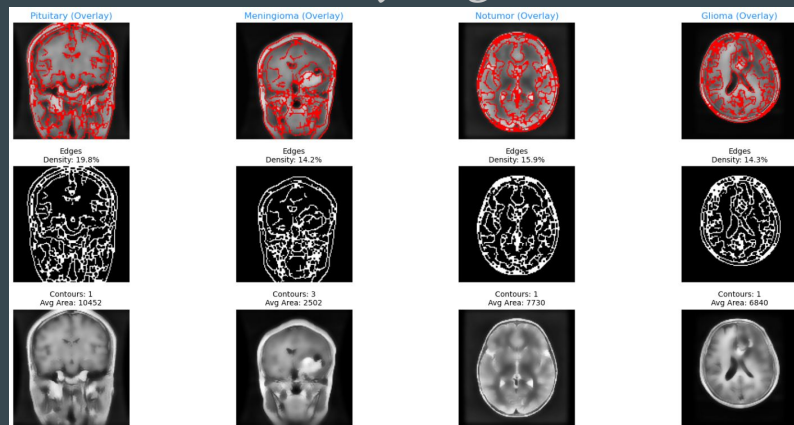 Pituitary (Overlay)
Meningioma (Overlay)
Notumor (Overlay)
Glioma (Overlay)
Edges
Density: 19.8%
Edges
Density: 14.2%
Edges
Density: 15.9%
Edges
Density: 14.3%
Contours: 1
Avg Area: 10452
Contours: 3
Avg Area: 2502
Contours: 1
Avg Area: 7730
Contours: 1
Avg Area: 6840